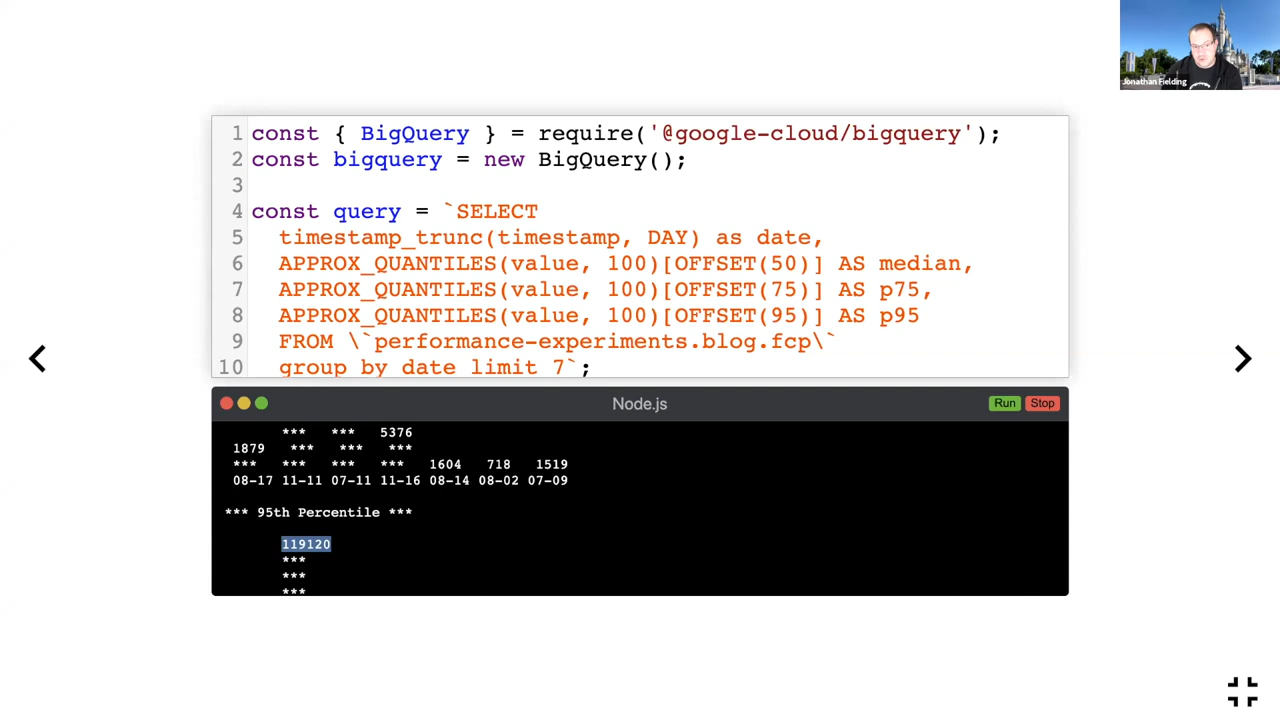 Jonathan Fielding
1 const { BigQuery } = require('@google-cloud/bigquery');
2 const bigquery = new BigQuery();
3
4 const query = `SELECT
5 timestamp_trunc(timestamp, DAY) as date,
6 APPROX_QUANTILES(value, 100)[OFFSET(50)] AS median,
7 APPROX_QUANTILES(value, 100)[OFFSET(75)] AS p75,
8 APPROX_QUANTILES(value, 100)[OFFSET(95)] AS p95
9 FROM \`performance-experiments.blog.fcp\`
10 group by date limit 7`;
Node.js
Run Stop
*** *** 5376
1879 *** *** ***
*** *** *** *** 1604 718 1519
08-17 11-11 07-11 11-16 08-14 08-02 07-09
*** 95th Percentile ***
119120
***
***
***